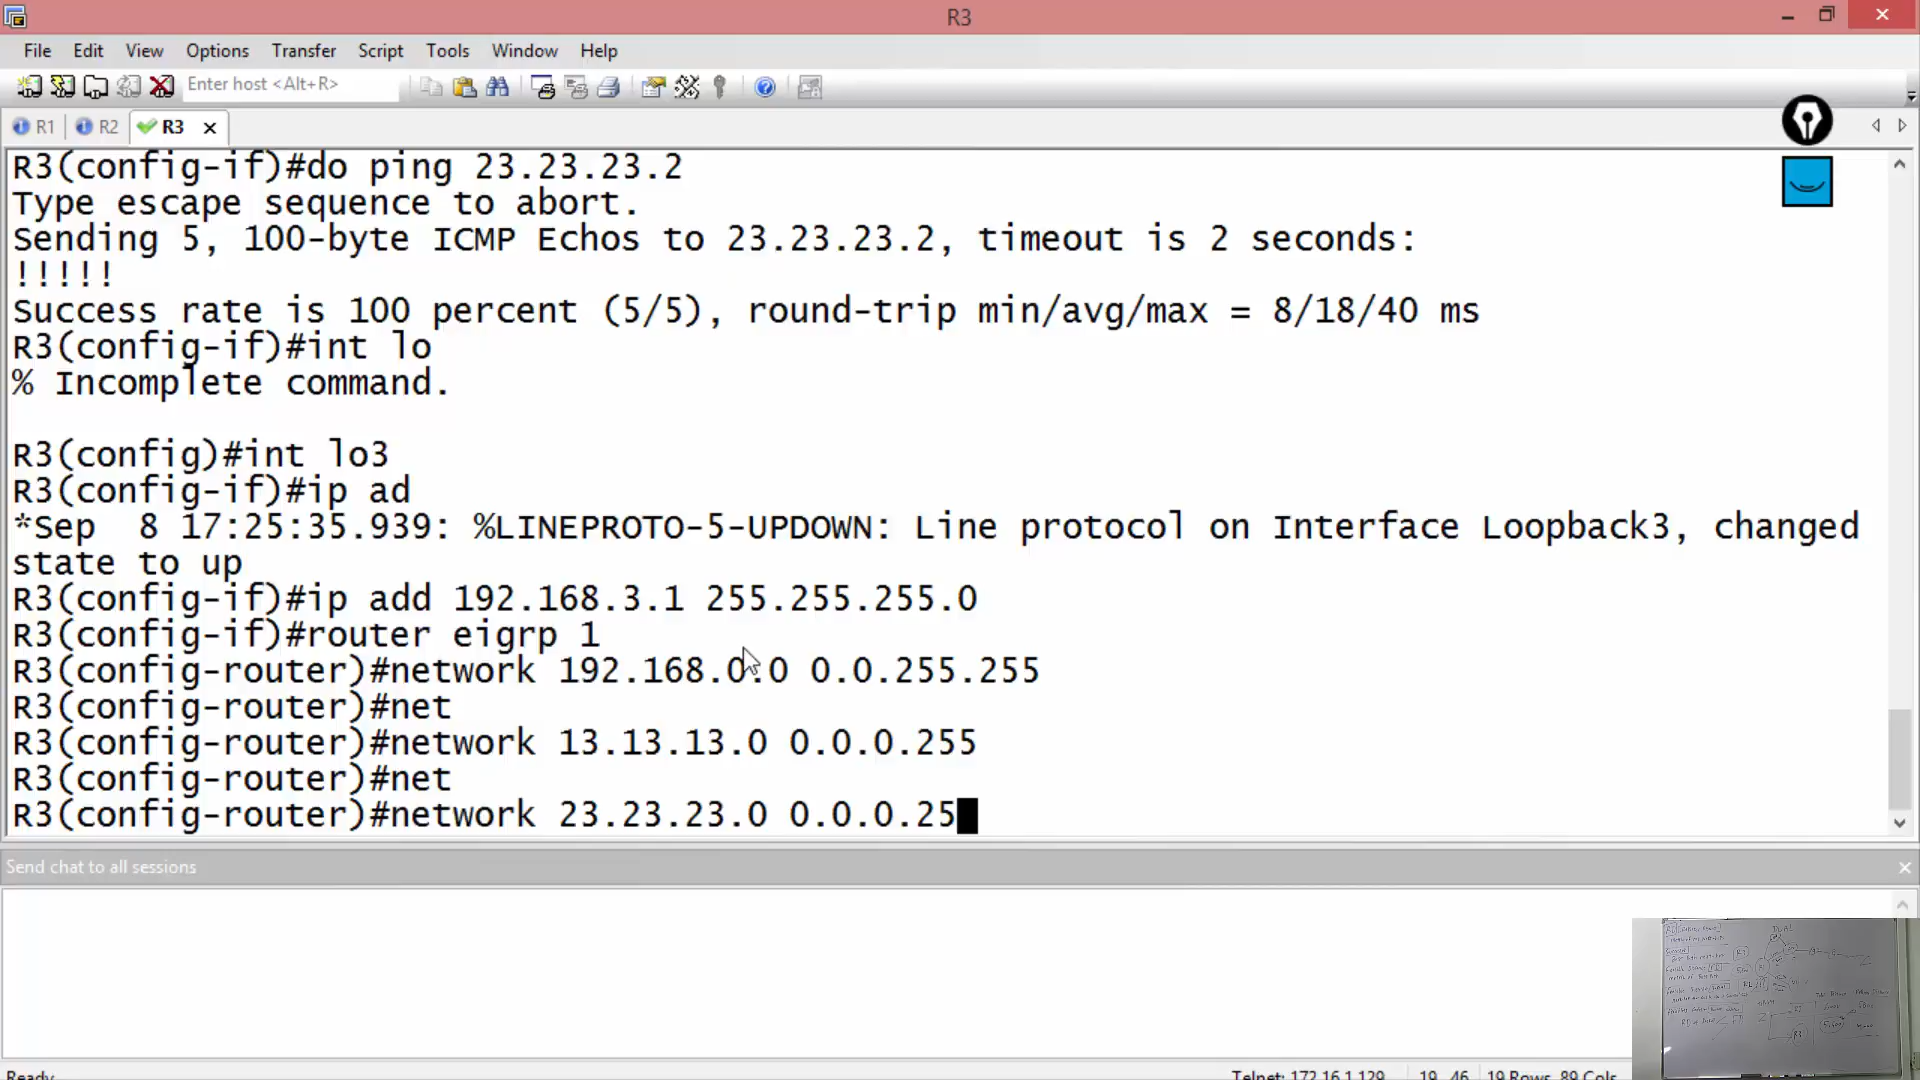 R3
File Edit View Options Transfer Script Tools Window Help
Enter host <Alt+R>
R1 R2 R3
R3(config-if)#do ping 23.23.23.2
Type escape sequence to abort.
Sending 5, 100-byte ICMP Echos to 23.23.23.2, timeout is 2 seconds:
!!!!!
Success rate is 100 percent (5/5), round-trip min/avg/max = 8/18/40 ms
R3(config-if)#int lo
% Incomplete command.
R3(config)#int lo3
R3(config-if)#ip ad
*Sep  8 17:25:35.939: %LINEPROTO-5-UPDOWN: Line protocol on Interface Loopback3, changed
state to up
R3(config-if)#ip add 192.168.3.1 255.255.255.0
R3(config-if)#router eigrp 1
R3(config-router)#network 192.168.0.0 0.0.255.255
R3(config-router)#net
R3(config-router)#network 13.13.13.0 0.0.0.255
R3(config-router)#net
R3(config-router)#network 23.23.23.0 0.0.0.25
Send chat to all sessions
DUAL
Ready
Telnet: 172.16.1.129 19, 46 19 Rows, 89 Cols